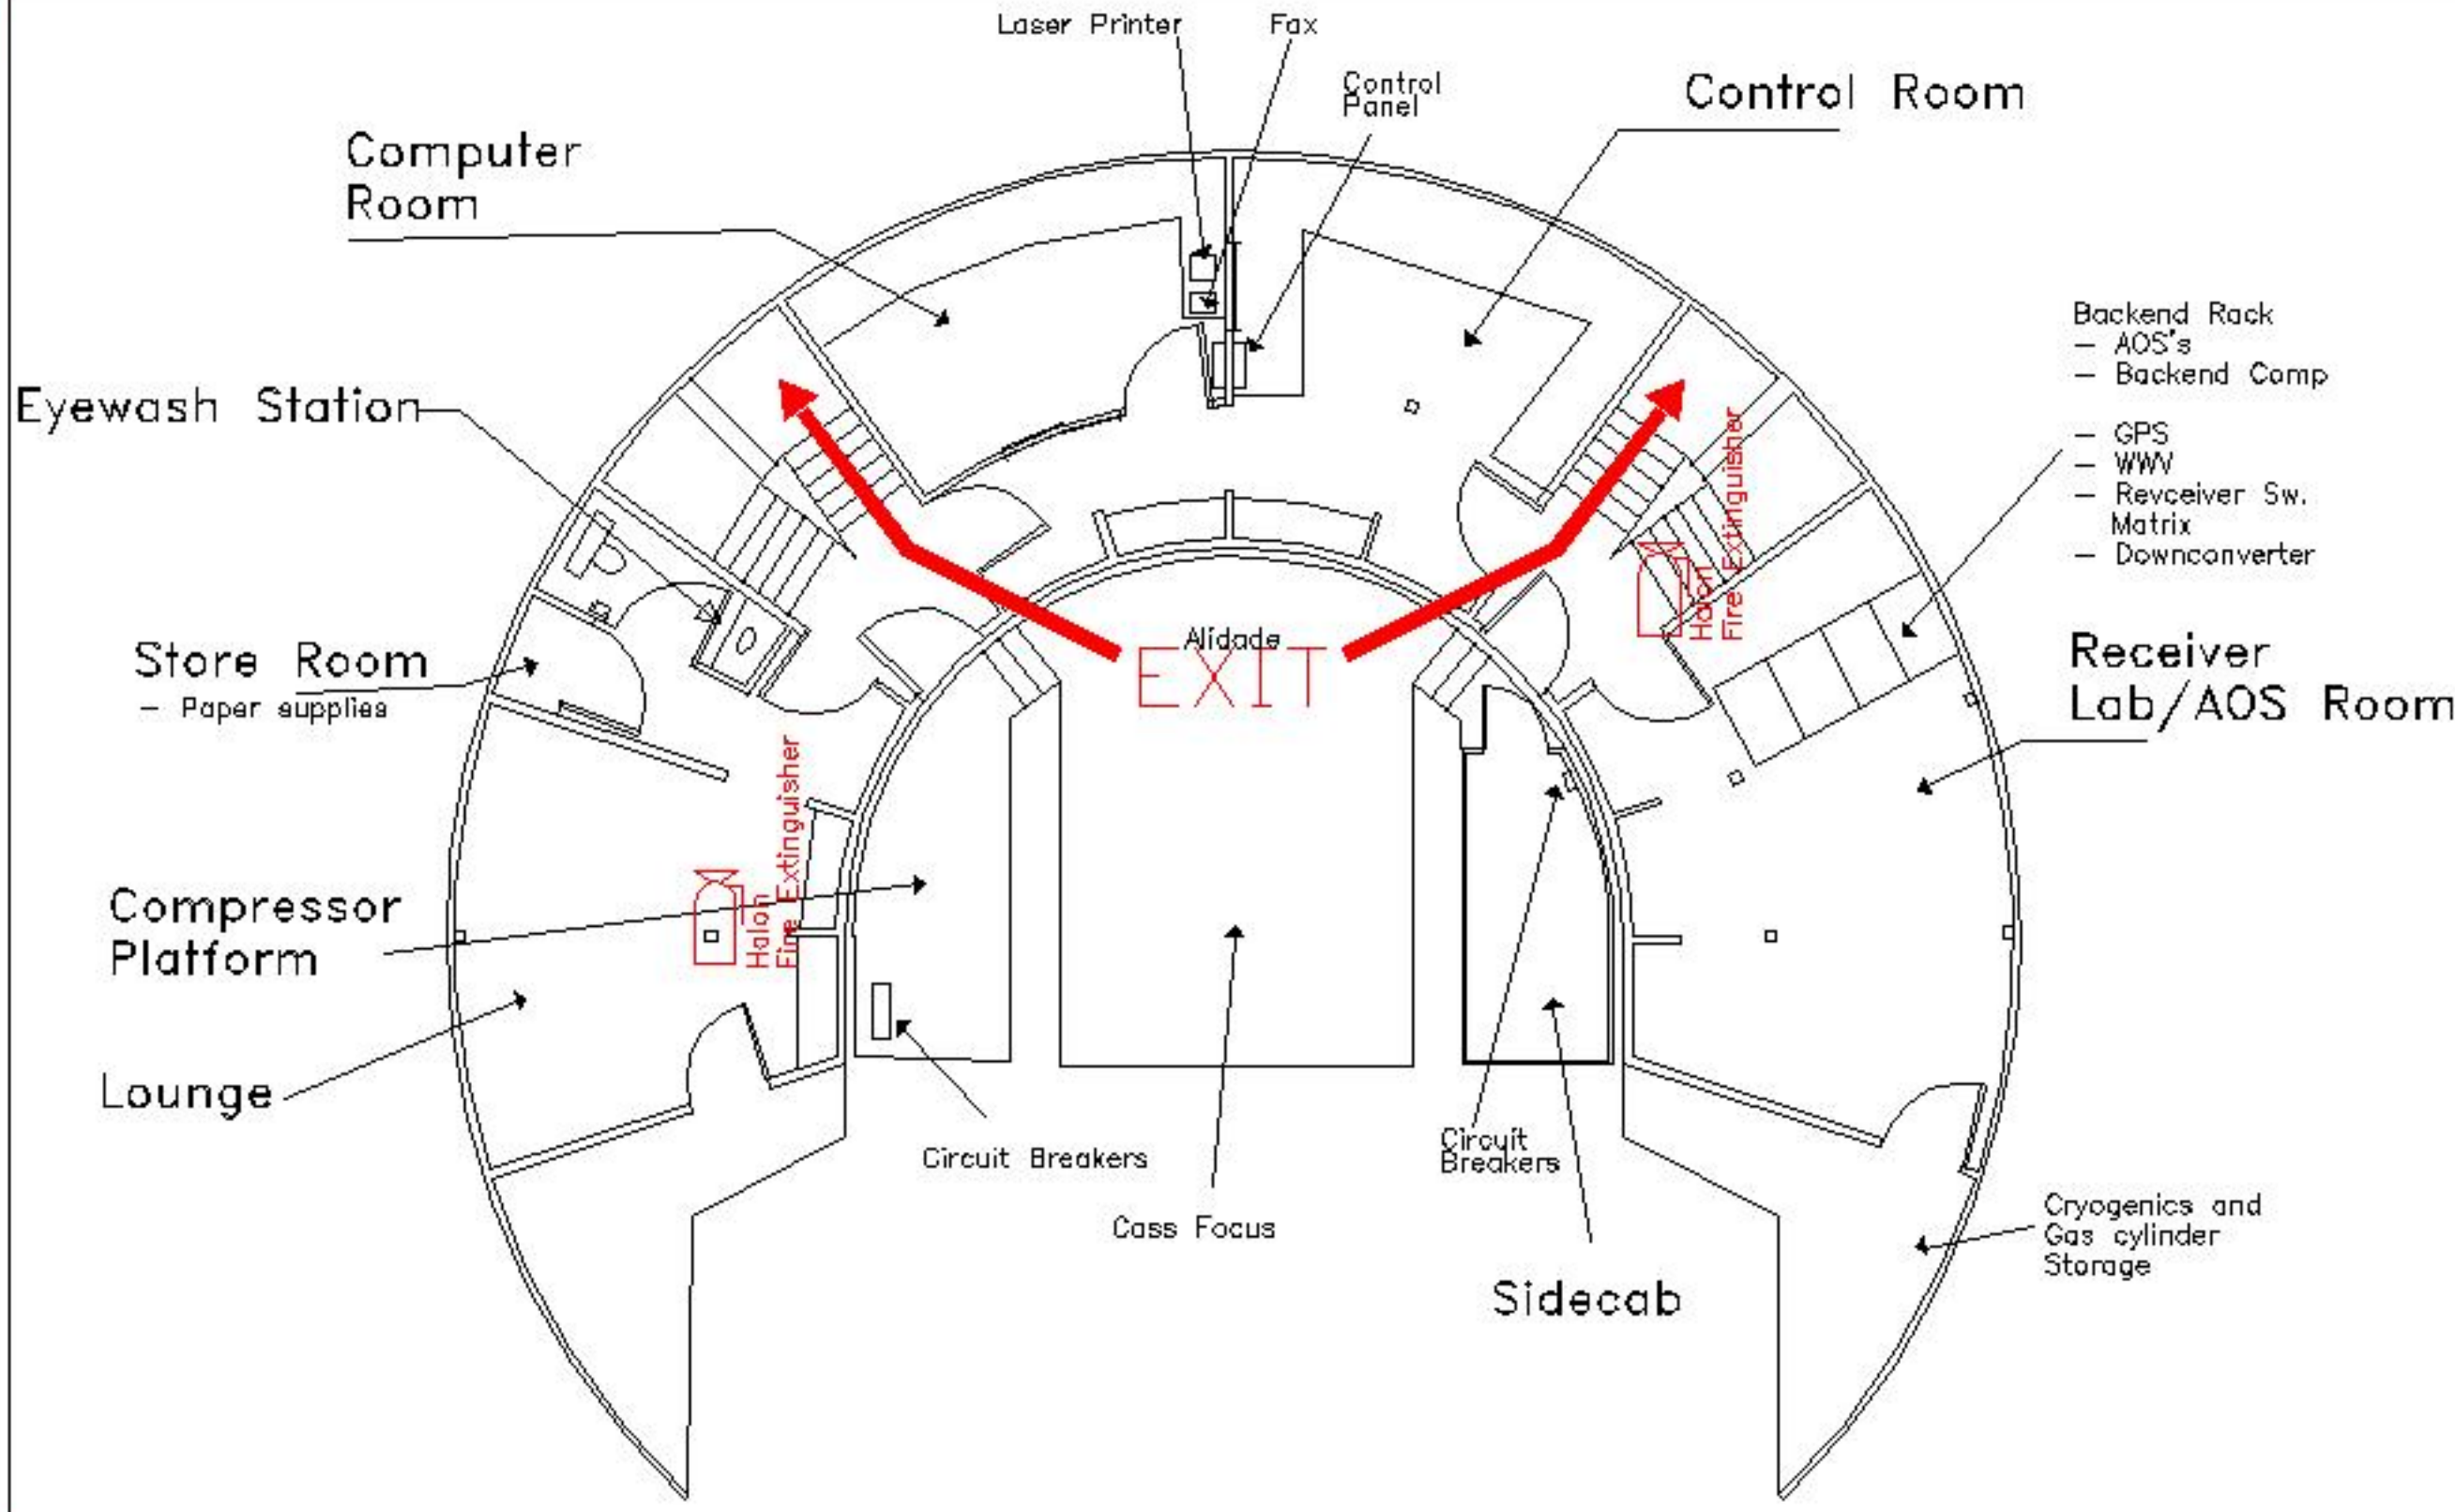 Laser Printer
Fax
Control
Panel
Control Room
Computer
Room
Eyewash Station
Backend Rack
- AOS's
- Backend Comp
- GPS
- WWV
- Revceiver Sw.
Matrix
- Downconverter
Halon
Fire Extinguisher
Alidade
EXIT
Store Room
- Paper supplies
Receiver
Lab/AOS Room
Halon
Fire Extinguisher
Compressor
Platform
Lounge
Circuit Breakers
Circuit
Breakers
Cass Focus
Sidecab
Cryogenics and
Gas cylinder
Storage